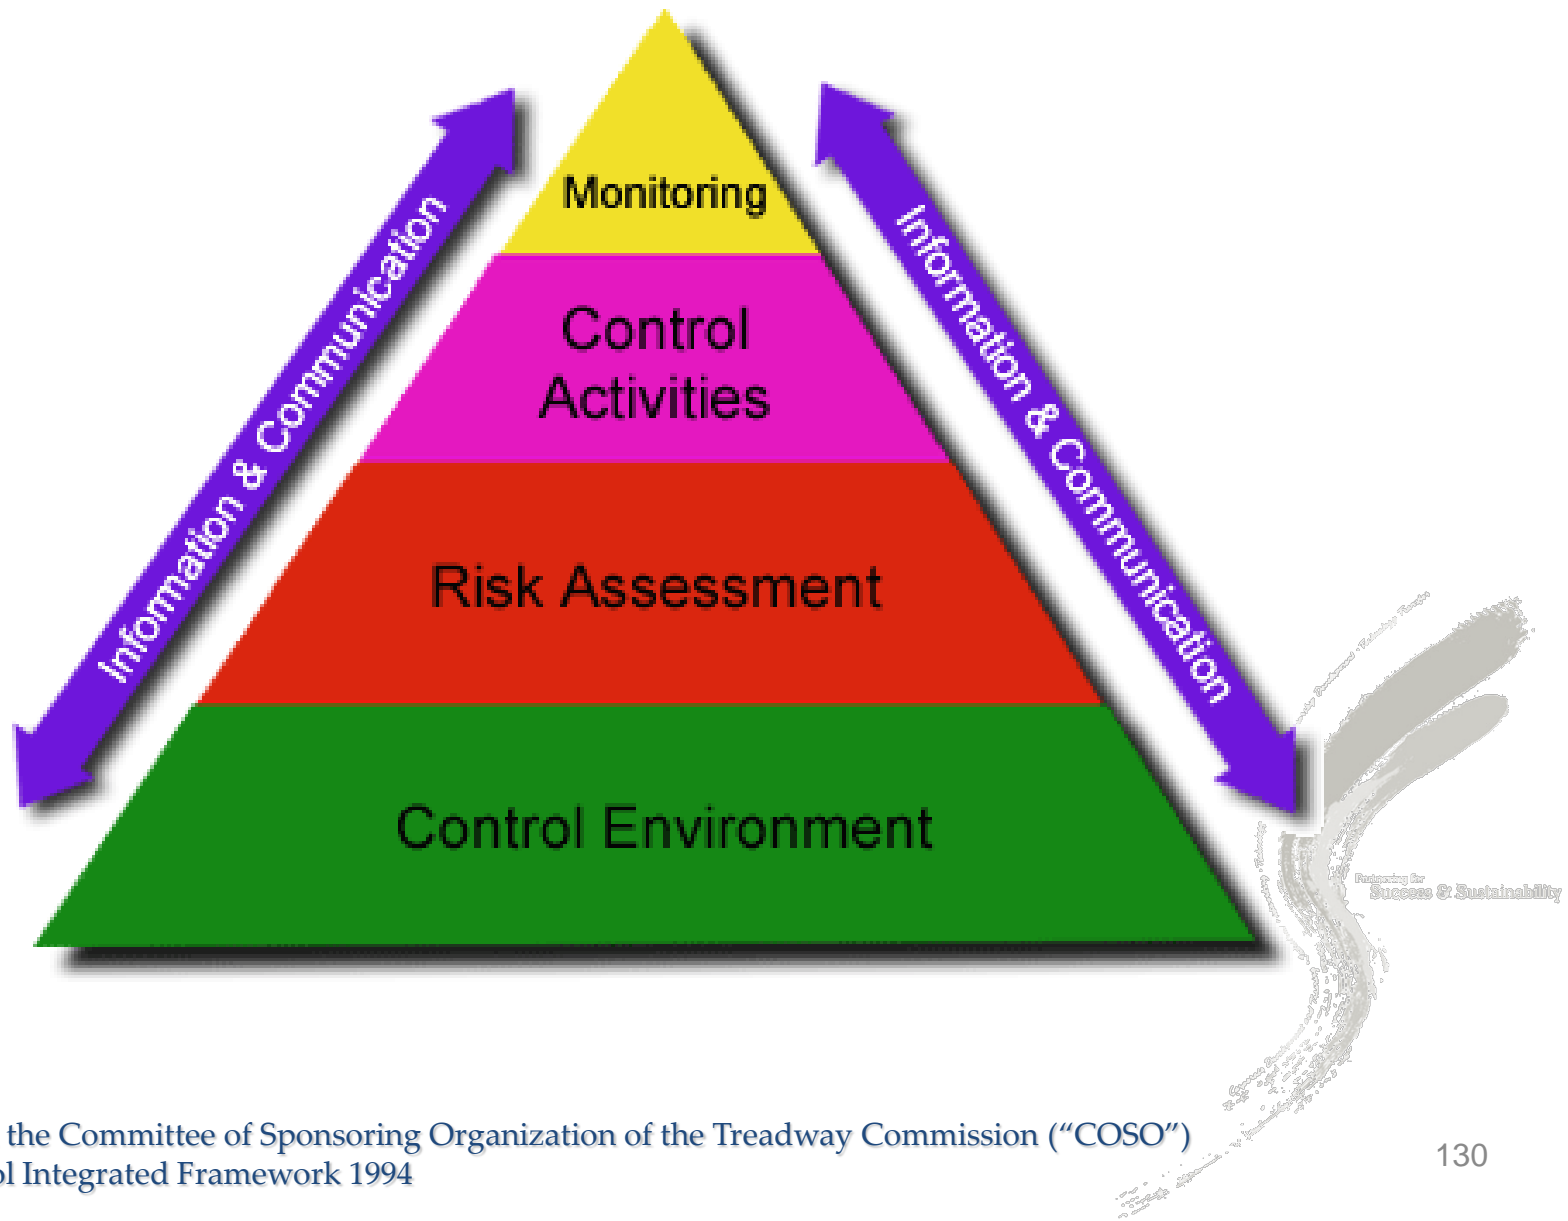 Monitoring
Control
Activities
Risk Assessment
Control Environment
Information & Communication
Information & Communication
Success & Sustainability
the Committee of Sponsoring Organization of the Treadway Commission (“COSO”)
Integrated Framework 1994
130